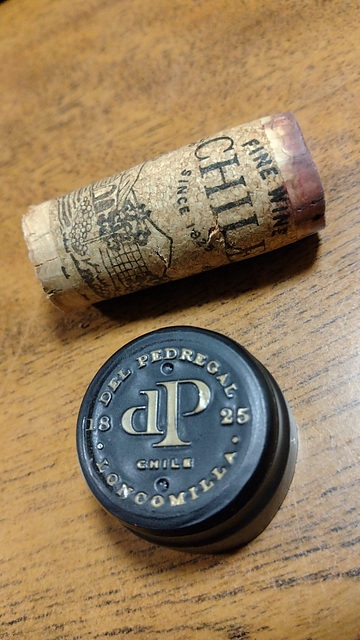 FINE WINE
CHIL
SINCE
DEL PEDREGAL
18 25
dP
CHILE
LONCOMILLA